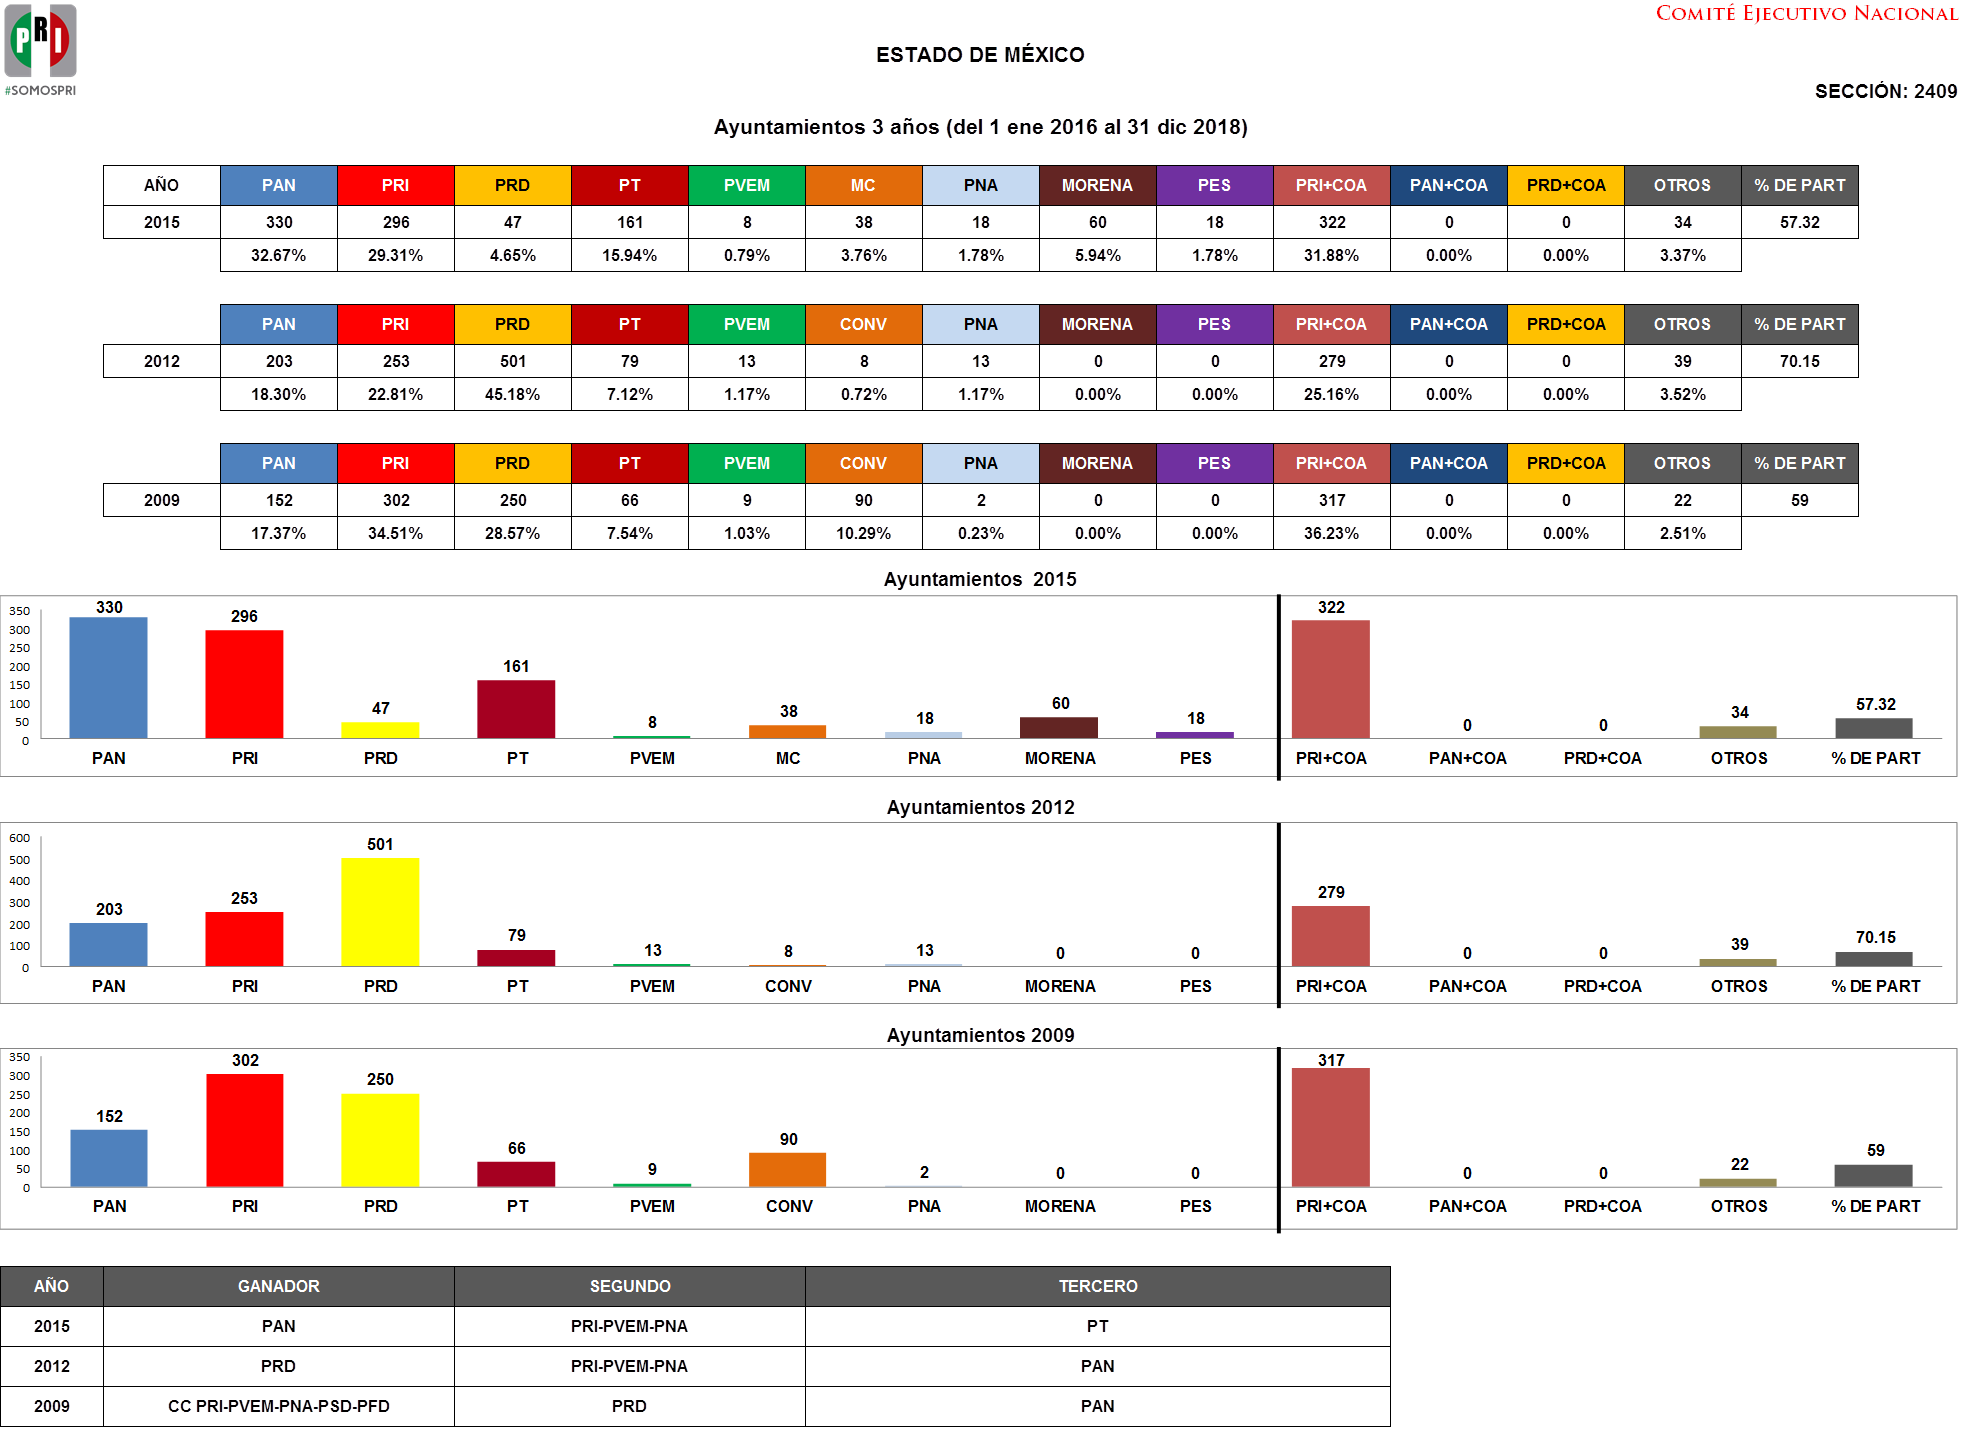 PRI
#SOMOSPRI
COMITÉ EJECUTIVO NACIONAL
ESTADO DE MÉXICO
SECCIÓN: 2409
Ayuntamientos 3 años (del 1 ene 2016 al 31 dic 2018)
AÑO PAN PRI PRD PT PVEM MC PNA MORENA PES PRI+COA PAN+COA PRD+COA OTROS % DE PART
2015 330 296 47 161 8 38 18 60 18 322 0 0 34 57.32
32.67% 29.31% 4.65% 15.94% 0.79% 3.76% 1.78% 5.94% 1.78% 31.88% 0.00% 0.00% 3.37%
PAN PRI PRD PT PVEM CONV PNA MORENA PES PRI+COA PAN+COA PRD+COA OTROS % DE PART
2012 203 253 501 79 13 8 13 0 0 279 0 0 39 70.15
18.30% 22.81% 45.18% 7.12% 1.17% 0.72% 1.17% 0.00% 0.00% 25.16% 0.00% 0.00% 3.52%
PAN PRI PRD PT PVEM CONV PNA MORENA PES PRI+COA PAN+COA PRD+COA OTROS % DE PART
2009 152 302 250 66 9 90 2 0 0 317 0 0 22 59
17.37% 34.51% 28.57% 7.54% 1.03% 10.29% 0.23% 0.00% 0.00% 36.23% 0.00% 0.00% 2.51%
Ayuntamientos 2015
350
300
250
200
150
100
50
0
330 296 47 161 8 38 18 60 18 322 0 0 34 57.32
PAN PRI PRD PT PVEM MC PNA MORENA PES PRI+COA PAN+COA PRD+COA OTROS % DE PART
Ayuntamientos 2012
600
500
400
300
200
100
0
203 253 501 79 13 8 13 0 0 279 0 0 39 70.15
PAN PRI PRD PT PVEM CONV PNA MORENA PES PRI+COA PAN+COA PRD+COA OTROS % DE PART
Ayuntamientos 2009
350
300
250
200
150
100
50
0
152 302 250 66 9 90 2 0 0 317 0 0 22 59
PAN PRI PRD PT PVEM CONV PNA MORENA PES PRI+COA PAN+COA PRD+COA OTROS % DE PART
AÑO GANADOR SEGUNDO TERCERO
2015 PAN PRI-PVEM-PNA PT
2012 PRD PRI-PVEM-PNA PAN
2009 CC PRI-PVEM-PNA-PSD-PFD PRD PAN